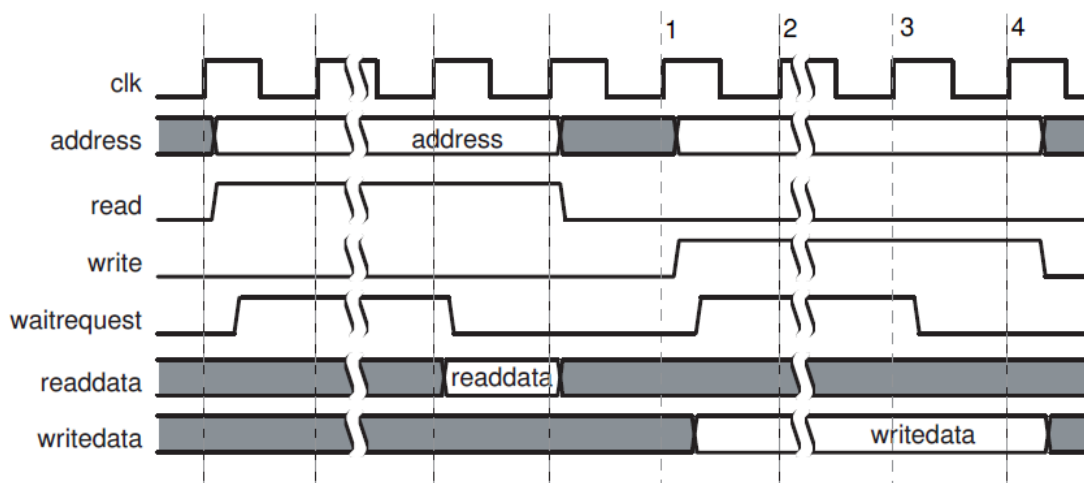 1 2 3 4
clk
address address
read
write
waitrequest
readdata readdata
writedata writedata